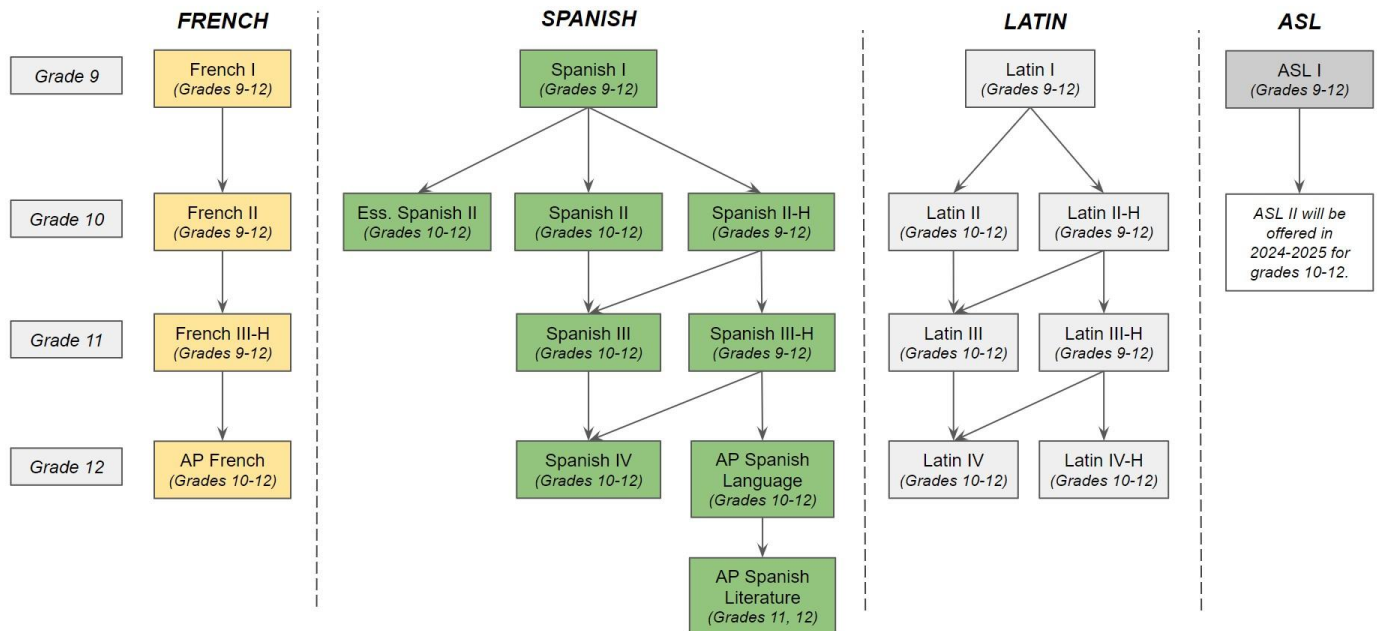 FRENCH
SPANISH
LATIN
ASL
Grade 9
French I
(Grades 9-12)
Spanish I
(Grades 9-12)
Latin I
(Grades 9-12)
ASL I
(Grades 9-12)
Grade 10
French II
(Grades 9-12)
Ess. Spanish II
(Grades 10-12)
Spanish II
(Grades 10-12)
Spanish II-H
(Grades 9-12)
Latin II
(Grades 10-12)
Latin II-H
(Grades 9-12)
ASL II will be
offered in
2024-2025 for
grades 10-12.
Grade 11
French III-H
(Grades 9-12)
Spanish III
(Grades 10-12)
Spanish III-H
(Grades 9-12)
Latin III
(Grades 10-12)
Latin III-H
(Grades 9-12)
Grade 12
AP French
(Grades 10-12)
Spanish IV
(Grades 10-12)
AP Spanish
Language
(Grades 10-12)
Latin IV
(Grades 10-12)
Latin IV-H
(Grades 10-12)
AP Spanish
Literature
(Grades 11, 12)